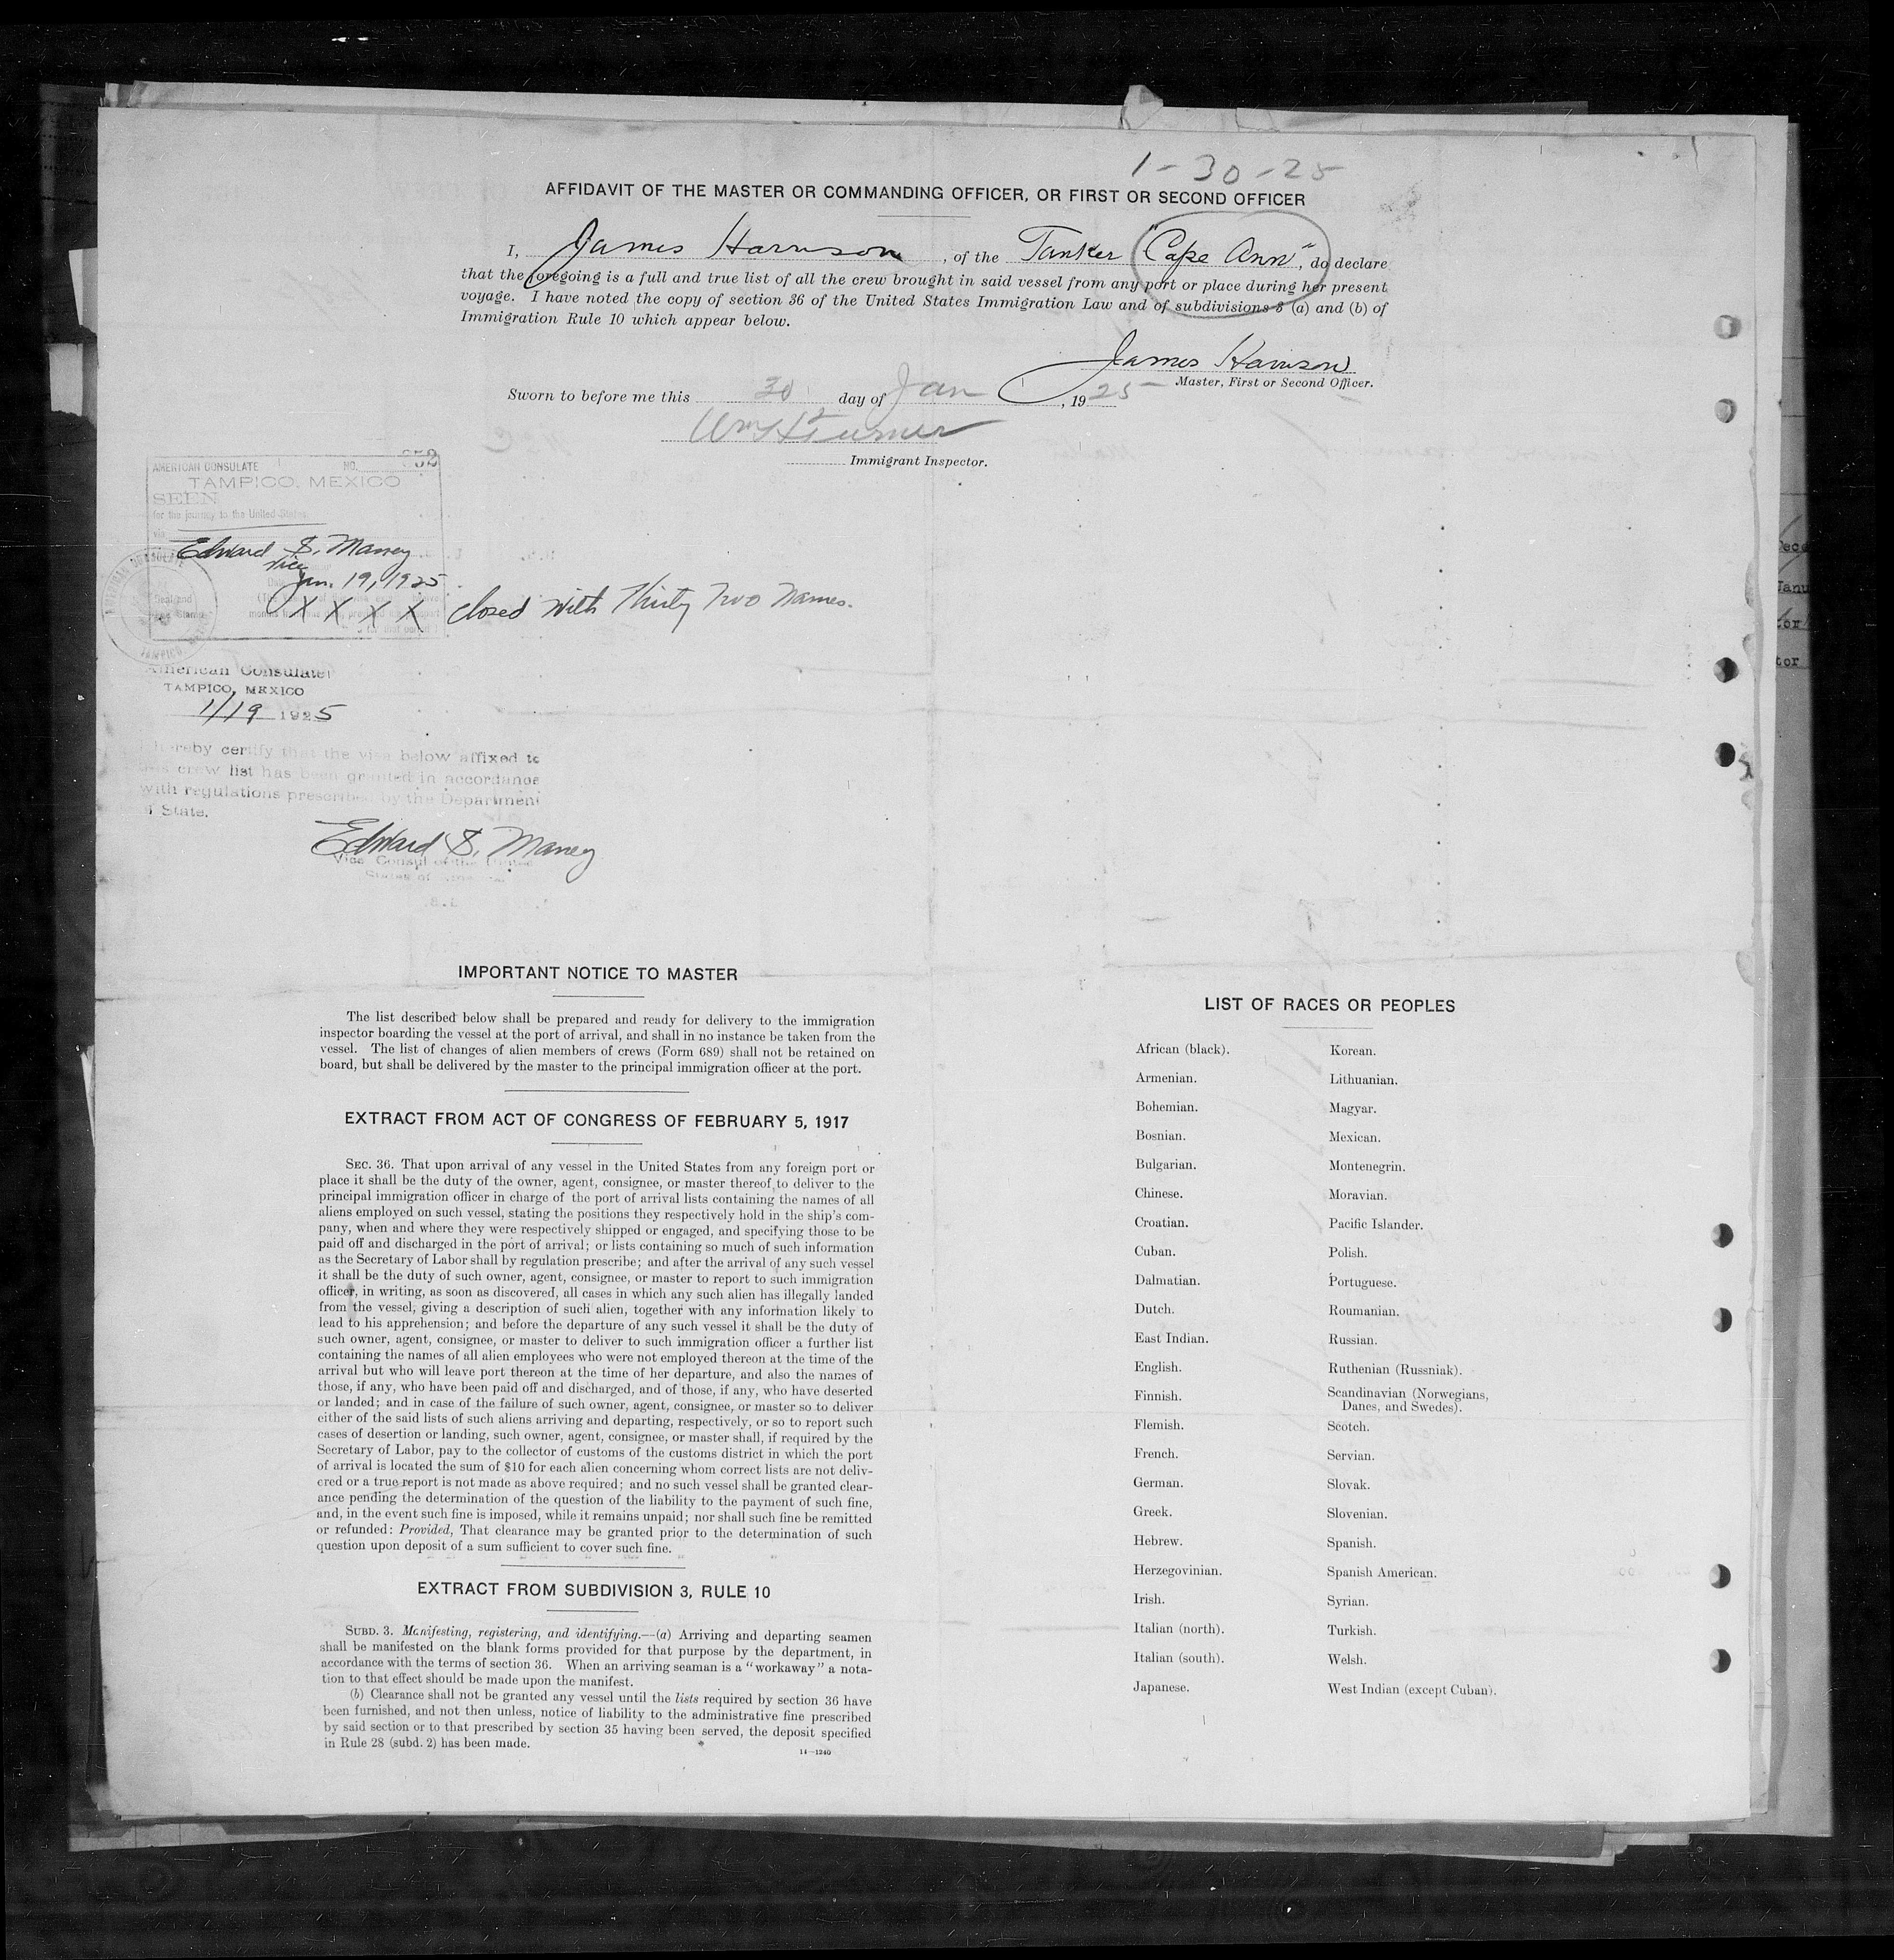 1-30-25
AFFIDAVIT OF THE MASTER OR COMMANDING OFFICER, OR FIRST OR SECOND OFFICER
I, James Harrison, of the Tanker "Cape Ann", do declare
that the foregoing is a full and true list of all the crew brought in said vessel from any port or place during her present
voyage. I have noted the copy of section 36 of the United States Immigration Law and of subdivisions 3 (a) and (b) of
Immigration Rule 10 which appear below.
James Harrison
Master, First or Second Officer.
Sworn to before me this 30 day of Jan, 1925
Wm H Turner
Immigrant Inspector.
AMERICAN CONSULATE NO. 352
TAMPICO, MEXICO
SEEN
for the journey to the United States
via
Edward S. Maney
Vice
Jan. 19, 1925
X X X X closed with Thirty Two names.
American Consulate
TAMPICO, MEXICO
1/19 1925
I hereby certify that the visa below affixed to
this crew list has been granted in accordance
with regulations prescribed by the Department
of State.
Edward S. Maney
Vice Consul of the United
States of
IMPORTANT NOTICE TO MASTER
The list described below shall be prepared and ready for delivery to the immigration
inspector boarding the vessel at the port of arrival, and shall in no instance be taken from the
vessel. The list of changes of alien members of crews (Form 689) shall not be retained on
board, but shall be delivered by the master to the principal immigration officer at the port.
EXTRACT FROM ACT OF CONGRESS OF FEBRUARY 5, 1917
SEC. 36. That upon arrival of any vessel in the United States from any foreign port or
place it shall be the duty of the owner, agent, consignee, or master thereof to deliver to the
principal immigration officer in charge of the port of arrival lists containing the names of all
aliens employed on such vessel, stating the positions they respectively hold in the ship's com-
pany, when and where they were respectively shipped or engaged, and specifying those to be
paid off and discharged in the port of arrival; or lists containing so much of such information
as the Secretary of Labor shall by regulation prescribe; and after the arrival of any such vessel
it shall be the duty of such owner, agent, consignee, or master to report to such immigration
officer, in writing, as soon as discovered, all cases in which any such alien has illegally landed
from the vessel, giving a description of such alien, together with any information likely to
lead to his apprehension; and before the departure of any such vessel it shall be the duty of
such owner, agent, consignee, or master to deliver to such immigration officer a further list
containing the names of all alien employees who were not employed thereon at the time of the
arrival but who will leave port thereon at the time of her departure, and also the names of
those, if any, who have been paid off and discharged, and of those, if any, who have deserted
or landed; and in case of the failure of such owner, agent, consignee, or master so to deliver
either of the said lists of such aliens arriving and departing, respectively, or so to report such
cases of desertion or landing, such owner, agent, consignee, or master shall, if required by the
Secretary of Labor, pay to the collector of customs of the customs district in which the port
of arrival is located the sum of $10 for each alien concerning whom correct lists are not deliv-
ered or a true report is not made as above required; and no such vessel shall be granted clear-
ance pending the determination of the question of the liability to the payment of such fine,
and, in the event such fine is imposed, while it remains unpaid; nor shall such fine be remitted
or refunded: Provided, That clearance may be granted prior to the determination of such
question upon deposit of a sum sufficient to cover such fine.
EXTRACT FROM SUBDIVISION 3, RULE 10
SUBD. 3. Manifesting, registering, and identifying.—(a) Arriving and departing seamen
shall be manifested on the blank forms provided for that purpose by the department, in
accordance with the terms of section 36. When an arriving seaman is a "workaway" a nota-
tion to that effect should be made upon the manifest.
(b) Clearance shall not be granted any vessel until the lists required by section 36 have
been furnished, and not then unless, notice of liability to the administrative fine prescribed
by said section or to that prescribed by section 35 having been served, the deposit specified
in Rule 28 (subd. 2) has been made.
14—1240
LIST OF RACES OR PEOPLES
African (black).
Armenian.
Bohemian.
Bosnian.
Bulgarian.
Chinese.
Croatian.
Cuban.
Dalmatian.
Dutch.
East Indian.
English.
Finnish.
Flemish.
French.
German.
Greek.
Hebrew.
Herzegovinian.
Irish.
Italian (north).
Italian (south).
Japanese.
Korean.
Lithuanian.
Magyar.
Mexican.
Montenegrin.
Moravian.
Pacific Islander.
Polish.
Portuguese.
Roumanian.
Russian.
Ruthenian (Russniak).
Scandinavian (Norwegians,
Danes, and Swedes).
Scotch.
Servian.
Slovak.
Slovenian.
Spanish.
Spanish American.
Syrian.
Turkish.
Welsh.
West Indian (except Cuban).